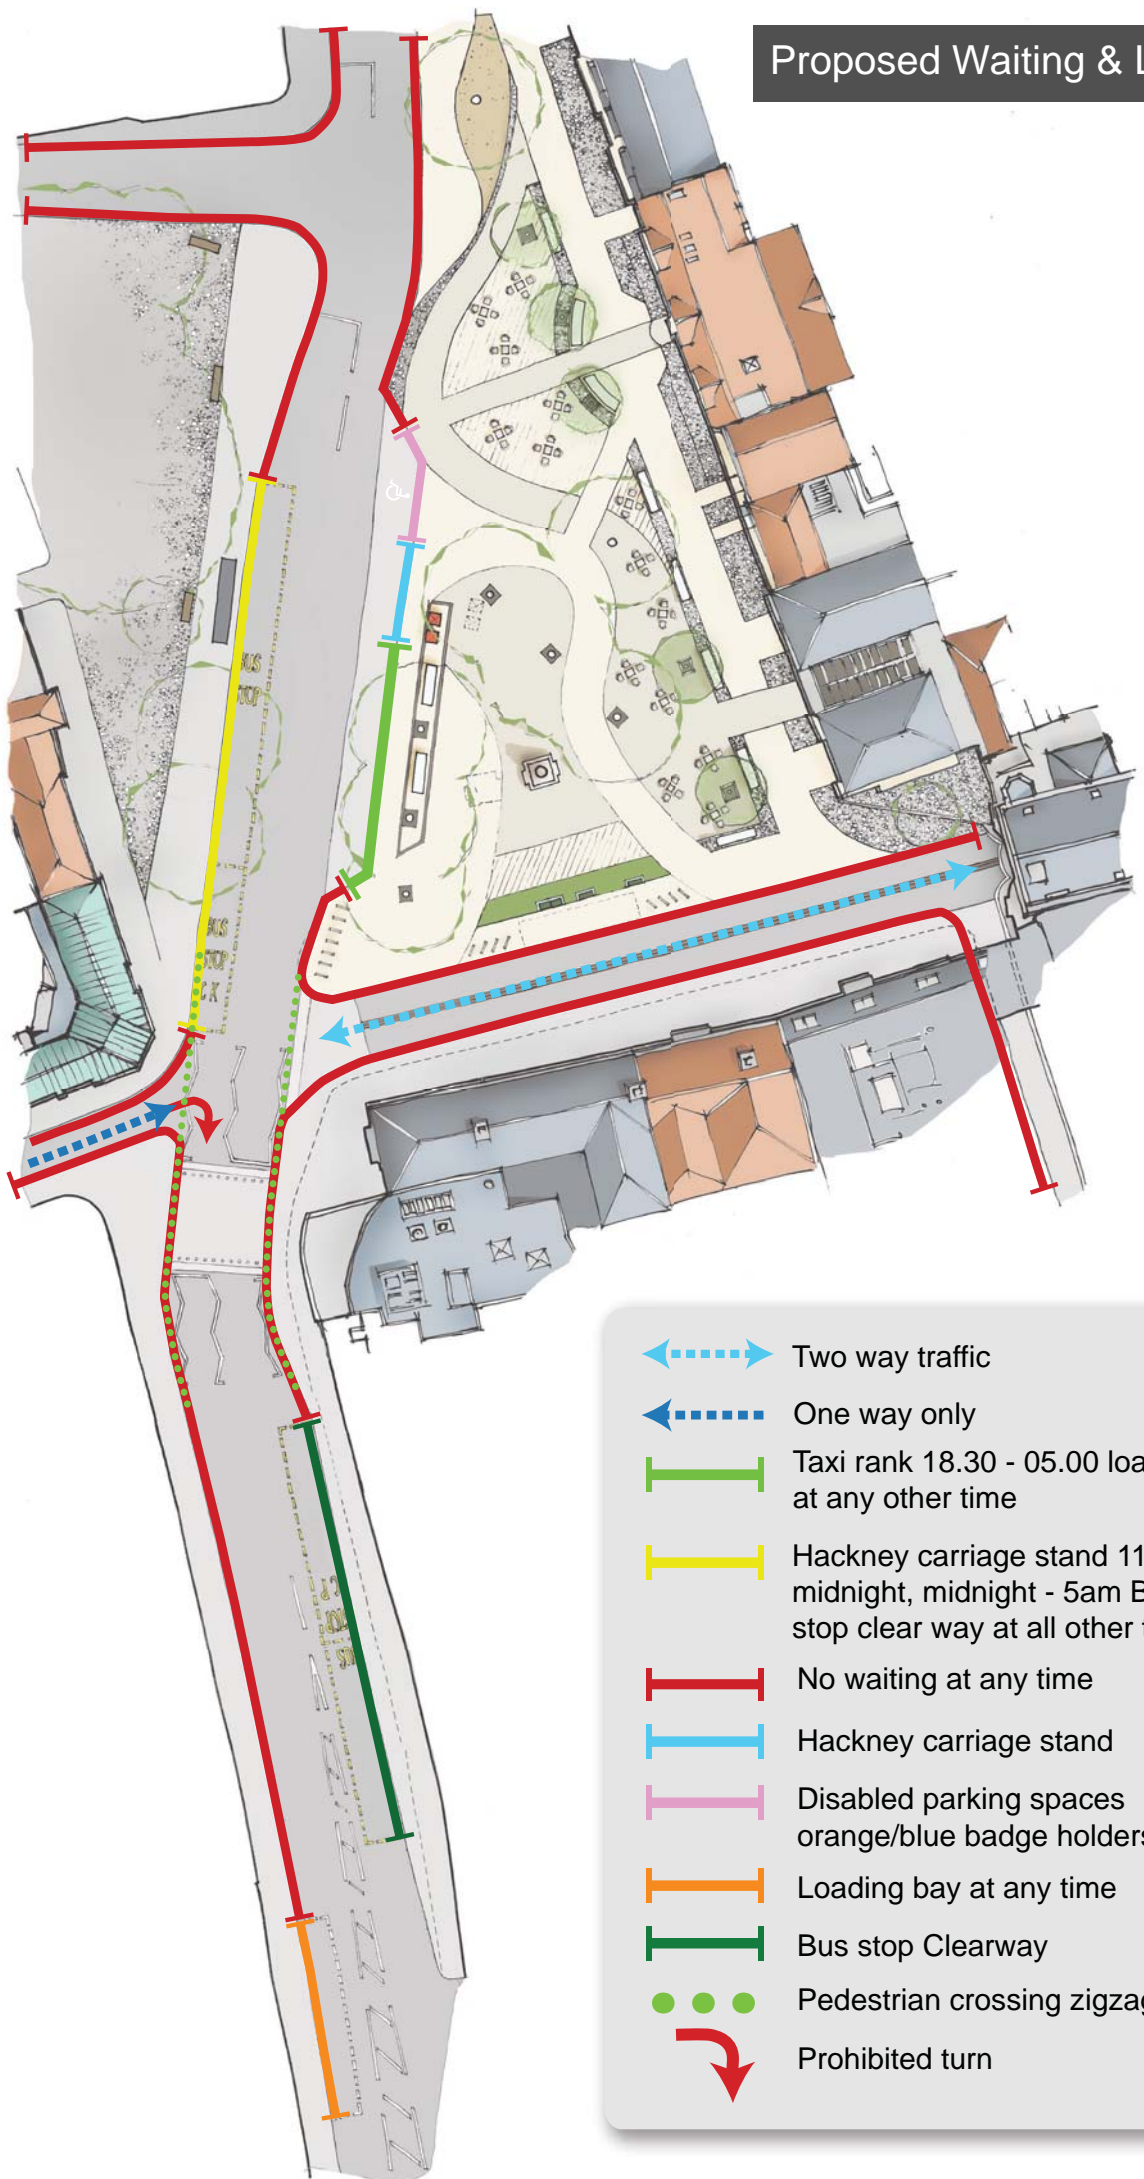 Proposed Waiting & L
BUS
STOP
BUS
STOP
Two way traffic
One way only
Taxi rank 18.30 - 05.00 loa
at any other time
Hackney carriage stand 11
midnight, midnight - 5am B
stop clear way at all other t
No waiting at any time
Hackney carriage stand
Disabled parking spaces
orange/blue badge holders
Loading bay at any time
Bus stop Clearway
Pedestrian crossing zigzag
Prohibited turn